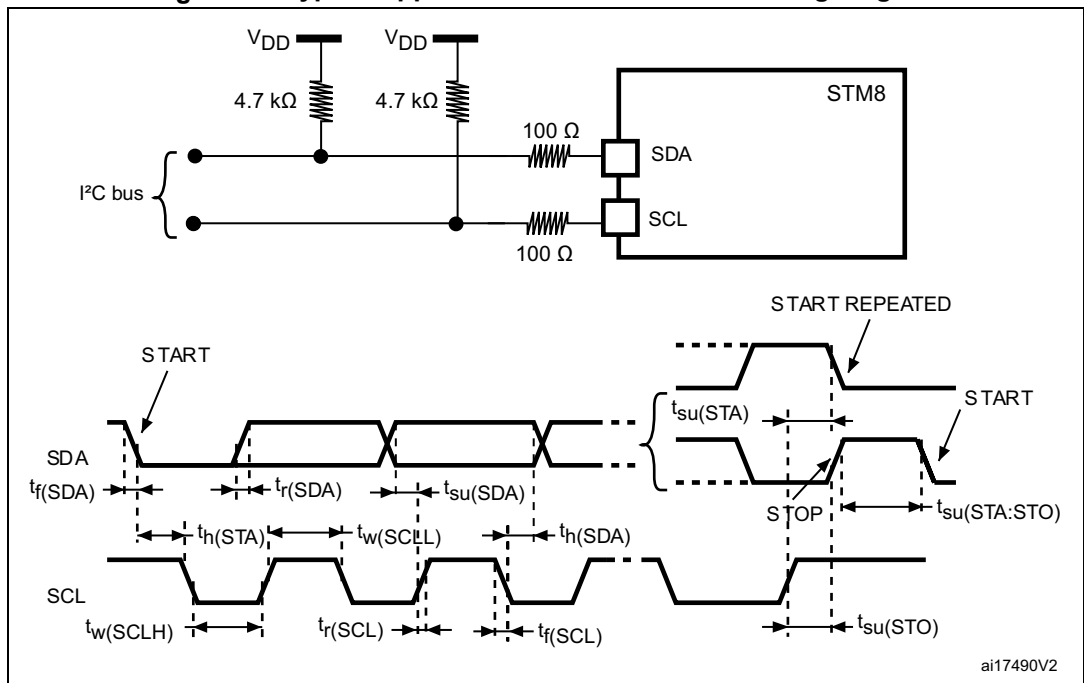 VDD VDD
STM8
4.7 kΩ 4.7 kΩ
100 Ω
SDA
I²C bus
SCL
100 Ω
START REPEATED
START
tsu(STA)
START
SDA
tf(SDA) tr(SDA) tsu(SDA)
STOP
tsu(STA:STO)
th(STA) tw(SCLL) th(SDA)
SCL
tw(SCLH) tr(SCL) tf(SCL) tsu(STO)
ai17490V2